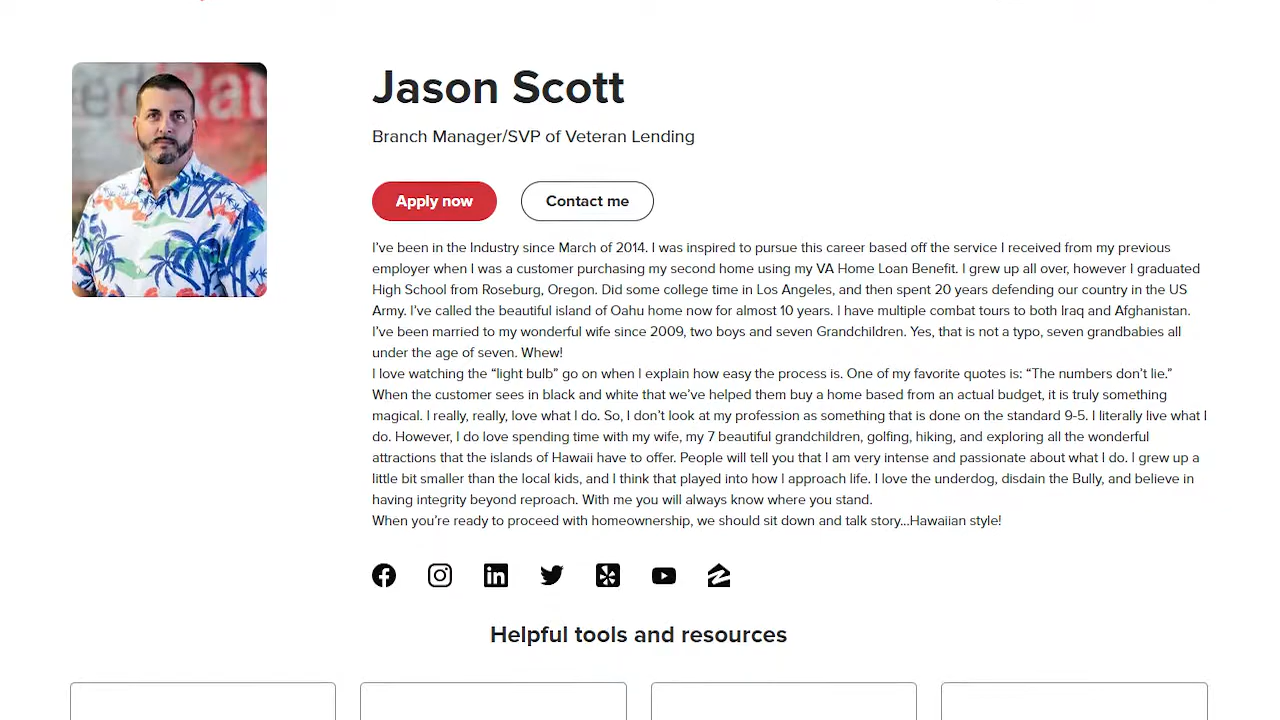 Jason Scott
Branch Manager/SVP of Veteran Lending
Apply now
Contact me
I've been in the Industry since March of 2014. I was inspired to pursue this career based off the service I received from my previous
employer when I was a customer purchasing my second home using my VA Home Loan Benefit. I grew up all over, however I graduated
High School from Roseburg, Oregon. Did some college time in Los Angeles, and then spent 20 years defending our country in the US
Army. I've called the beautiful island of Oahu home now for almost 10 years. I have multiple combat tours to both Iraq and Afghanistan.
I've been married to my wonderful wife since 2009, two boys and seven Grandchildren. Yes, that is not a typo, seven grandbabies all
under the age of seven. Whew!
I love watching the “light bulb” go on when I explain how easy the process is. One of my favorite quotes is: “The numbers don't lie.”
When the customer sees in black and white that we've helped them buy a home based from an actual budget, it is truly something
magical. I really, really, love what I do. So, I don't look at my profession as something that is done on the standard 9-5. I literally live what I
do. However, I do love spending time with my wife, my 7 beautiful grandchildren, golfing, hiking, and exploring all the wonderful
attractions that the islands of Hawaii have to offer. People will tell you that I am very intense and passionate about what I do. I grew up a
little bit smaller than the local kids, and I think that played into how I approach life. I love the underdog, disdain the Bully, and believe in
having integrity beyond reproach. With me you will always know where you stand.
When you're ready to proceed with homeownership, we should sit down and talk story...Hawaiian style!
in
Helpful tools and resources